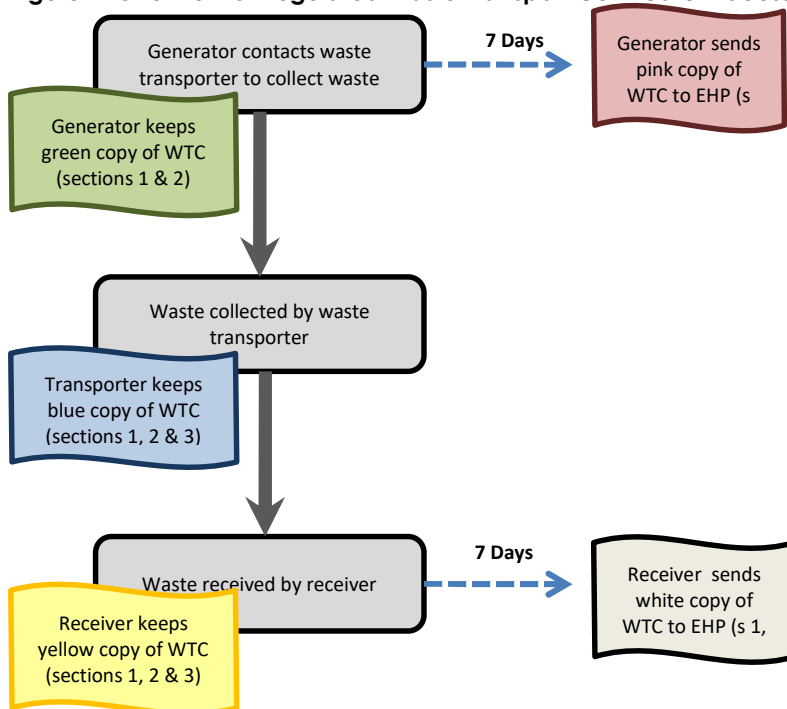 Generator contacts waste
transporter to collect waste
7 Days
Generator sends
pink copy of
WTC to EHP (s
Generator keeps
green copy of WTC
(sections 1 & 2)
Waste collected by waste
transporter
Transporter keeps
blue copy of WTC
(sections 1, 2 & 3)
Waste received by receiver
7 Days
Receiver sends
white copy of
WTC to EHP (s 1,
Receiver keeps
yellow copy of WTC
(sections 1, 2 & 3)